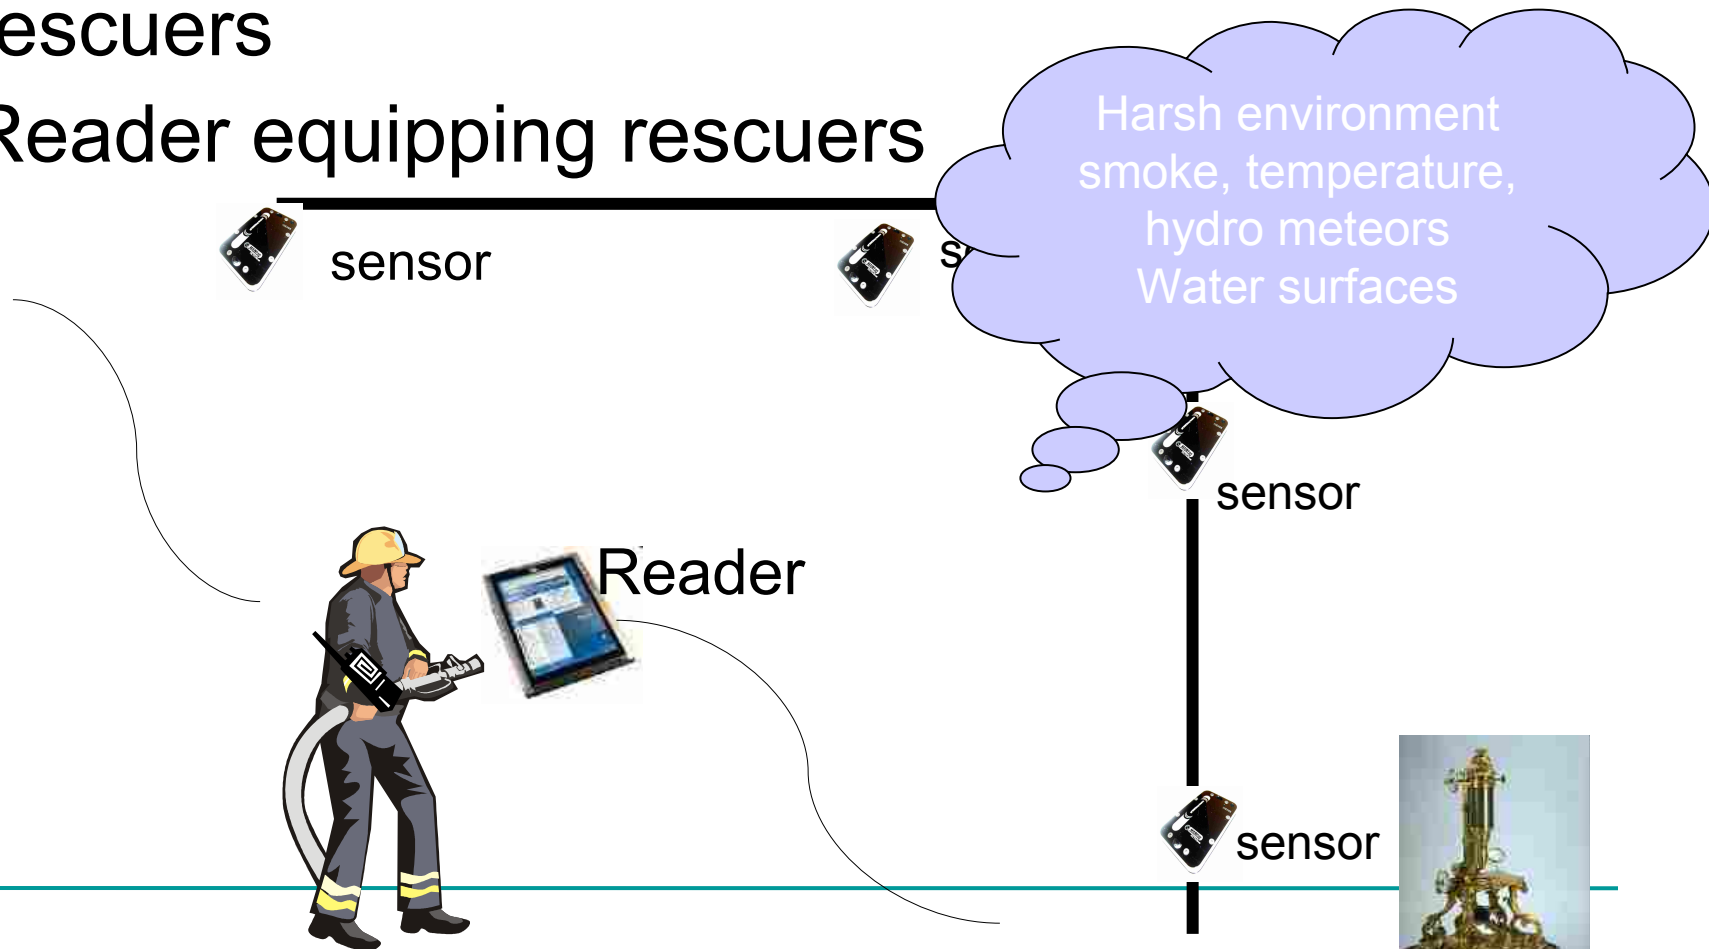 escuers
Reader equipping rescuers
Harsh environment
smoke, temperature,
hydro meteors
Water surfaces
sensor
sensor
Reader
sensor